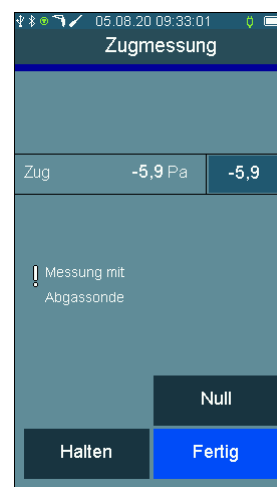 05.08.20 09:33:01
Zugmessung
Zug -5,9 Pa -5,9
Messung mit
Abgassonde
Null
Halten Fertig